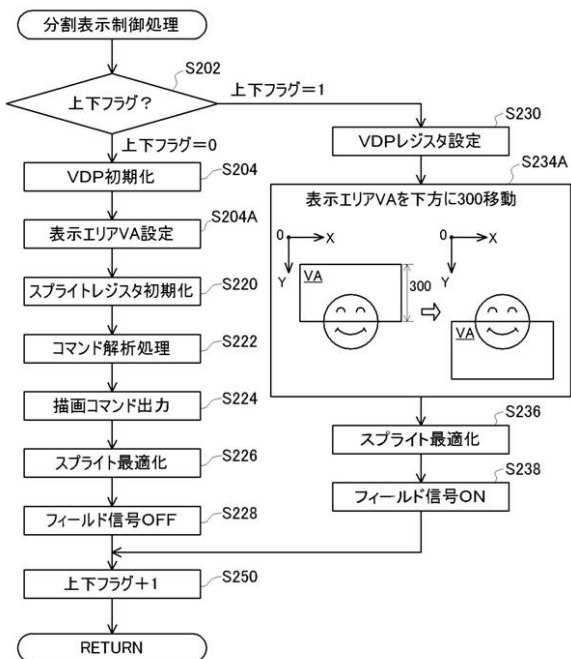 分割表示制御処理
S202
上下フラグ?
上下フラグ=1
上下フラグ=0
VDP初期化
S204
表示エリアVA設定
S204A
スプライトレジスタ初期化
S220
コマンド解析処理
S222
描画コマンド出力
S224
スプライト最適化
S226
フィールド信号OFF
S228
S230
VDPレジスタ設定
S234A
表示エリアVAを下方に300移動
0
X
Y
VA
300
0
X
Y
VA
S236
スプライト最適化
S238
フィールド信号ON
上下フラグ+1
S250
RETURN